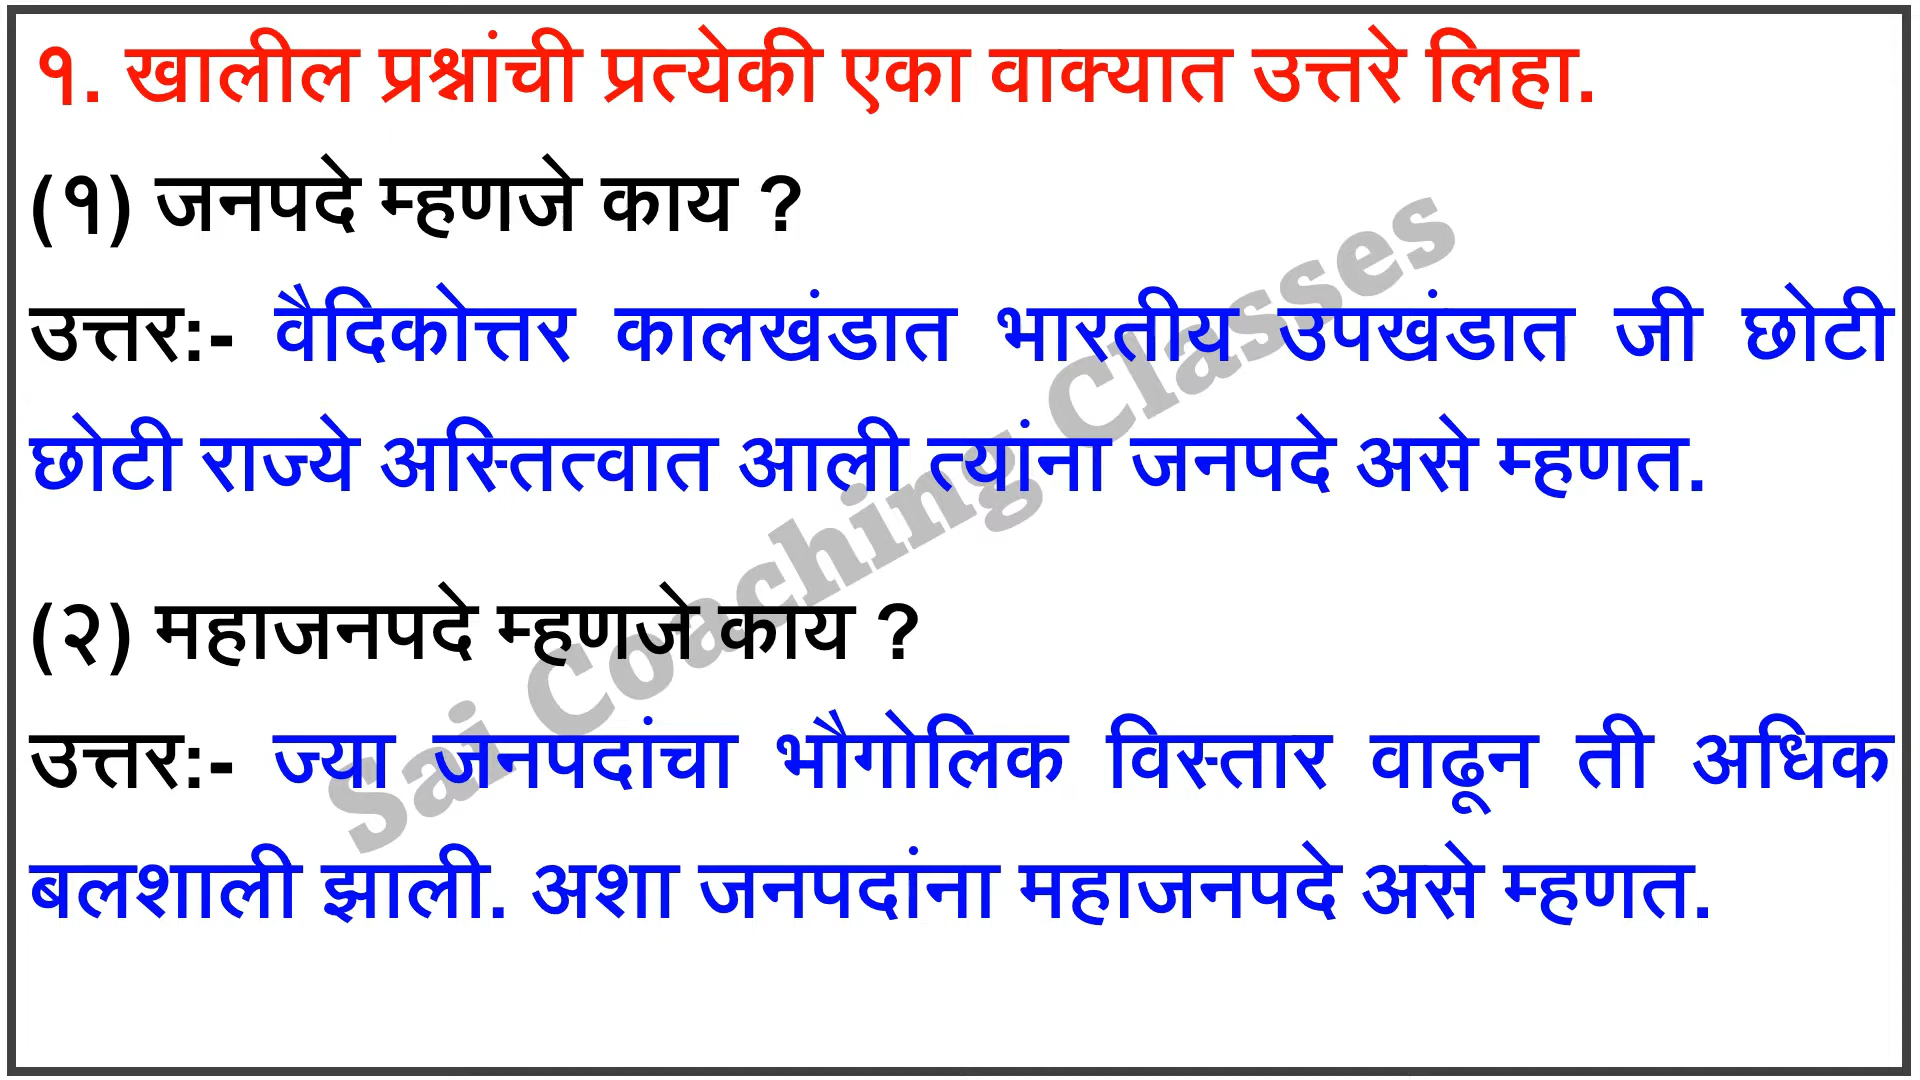 १. खालील प्रश्नांची प्रत्येकी एका वाक्यात उत्तरे लिहा.
(१) जनपदे म्हणजे काय ?
उत्तर:- वैदिकोत्तर कालखंडात भारतीय उपखंडात जी छोटी
छोटी राज्ये अस्तित्वात आली त्यांना जनपदे असे म्हणत.
(२) महाजनपदे म्हणजे काय ?
उत्तर:- ज्या जनपदांचा भौगोलिक विस्तार वाढून ती अधिक
बलशाली झाली. अशा जनपदांना महाजनपदे असे म्हणत.
Sai Coaching Classes